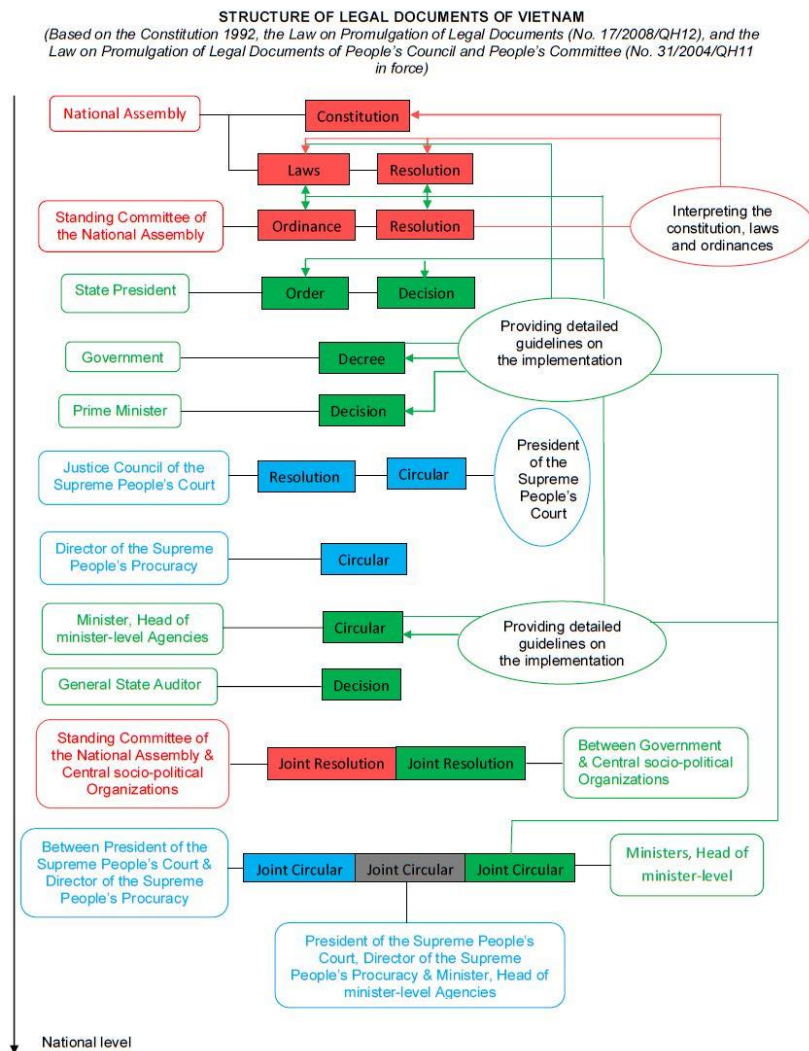 STRUCTURE OF LEGAL DOCUMENTS OF VIETNAM
(Based on the Constitution 1992, the Law on Promulgation of Legal Documents (No. 17/2008/QH12), and the
Law on Promulgation of Legal Documents of People's Council and People's Committee (No. 31/2004/QH11
in force)
National Assembly
Constitution
Laws
Resolution
Standing Committee of
the National Assembly
Ordinance
Resolution
Interpreting the
constitution, laws
and ordinances
State President
Order
Decision
Providing detailed
guidelines on
the implementation
Government
Decree
Prime Minister
Decision
Justice Council of the
Supreme People's Court
Resolution
Circular
President
of the
Supreme
People's
Court
Director of the Supreme
People's Procuracy
Circular
Minister, Head of
minister-level Agencies
Circular
Providing detailed
guidelines on
the implementation
General State Auditor
Decision
Standing Committee of
the National Assembly &
Central socio-political
Organizations
Joint Resolution
Joint Resolution
Between Government
& Central socio-political
Organizations
Between President of the
Supreme People's Court &
Director of the Supreme
People's Procuracy
Joint Circular
Joint Circular
Joint Circular
Ministers, Head of
minister-level
President of the Supreme People's
Court, Director of the Supreme
People's Procuracy & Minister, Head of
minister-level Agencies
National level